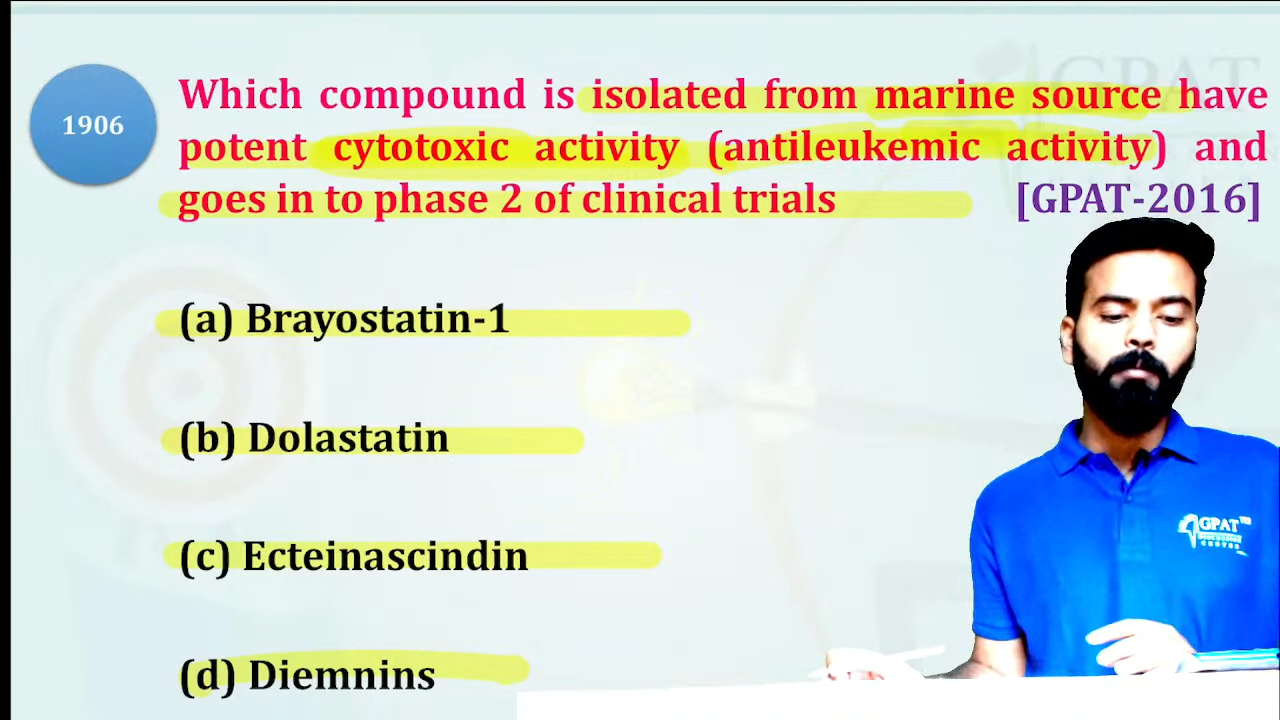 1906
Which compound is isolated from marine source have
potent cytotoxic activity (antileukemic activity) and
goes in to phase 2 of clinical trials [GPAT-2016]
(a) Brayostatin-1
(b) Dolastatin
(c) Ecteinascindin
(d) Diemnins
GPAT
GPAT